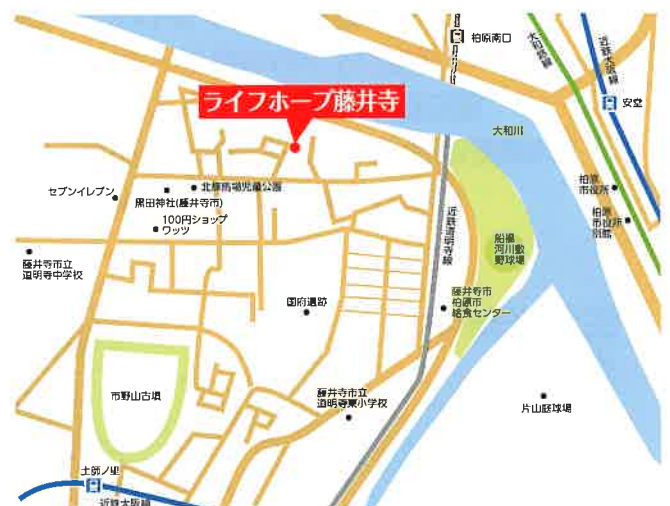 柏原南口
大和路線
近鉄大阪線
安堂
ライフホープ藤井寺
大和川
セブンイレブン
北條馬場児童公園
黒田神社(藤井寺市)
100円ショップ
ワッツ
柏原
市役所
柏原
市役所
別館
近鉄道明寺線
船橋
河川敷
野球場
藤井寺市立
道明寺中学校
国府遺跡
藤井寺市
柏原市
給食センター
市野山古墳
藤井寺市立
道明寺東小学校
片山庭球場
土師ノ里
近鉄大阪線